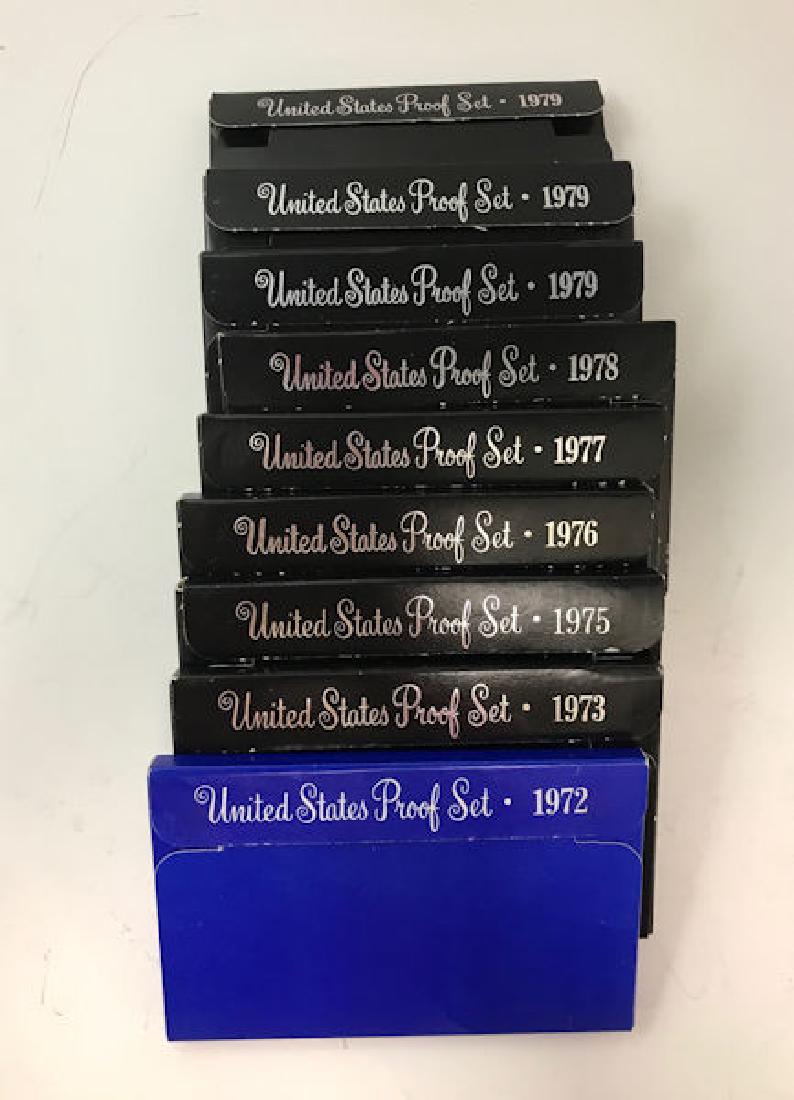 United States Proof Set · 1979
United States Proof Set · 1979
United States Proof Set · 1979
United States Proof Set · 1978
United States Proof Set · 1977
United States Proof Set · 1976
United States Proof Set · 1975
United States Proof Set · 1973
United States Proof Set · 1972